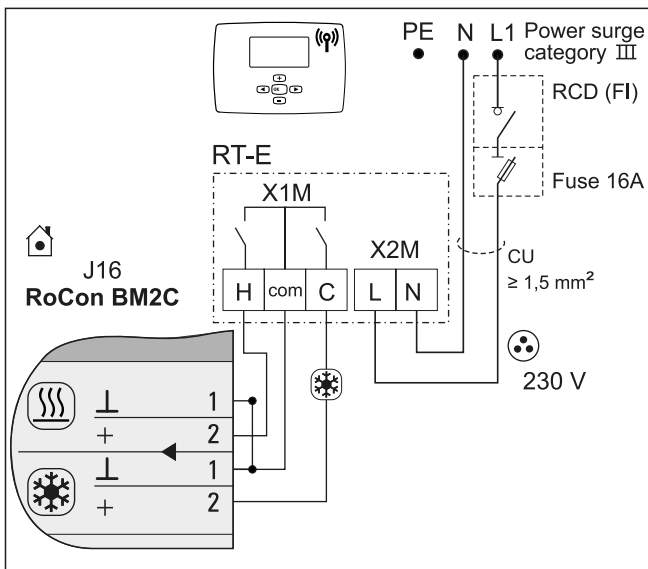 PE N L1 Power surge
category III
RCD (FI)
Fuse 16A
OK
RT-E
X1M
X2M
H com C L N
CU
≥ 1,5 mm²
230 V
J16
RoCon BM2C
⊥ 1
+ 2
⊥ 1
+ 2